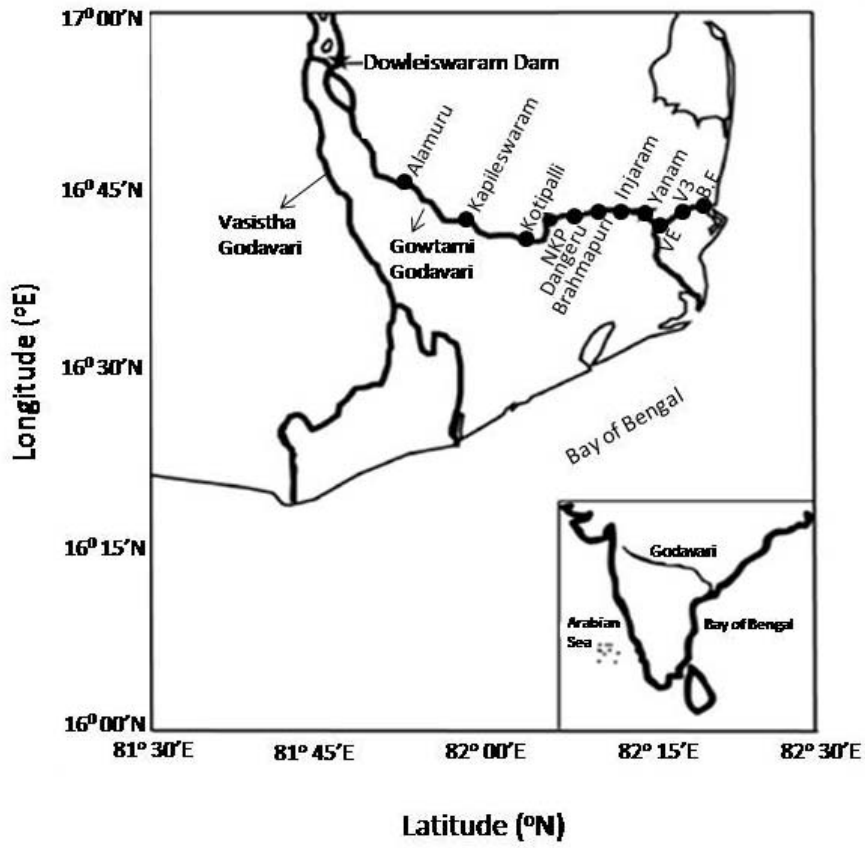 17⁰ 00′N
Dowleiswaram Dam
Alamuru
Kapileswaram
Kotipalli
NKP
Dangeru
Brahmapuri
Injaram
Yanam
VE
V3
B.E
16⁰ 45′N
Vasistha
Godavari
Gowtami
Godavari
16⁰ 30′N
Bay of Bengal
16⁰ 15′N
Godavari
Arabian
Sea
Bay of Bengal
16⁰ 00′N
81⁰ 30′E
81⁰ 45′E
82⁰ 00′E
82⁰ 15′E
82⁰ 30′E
Longitude (⁰E)
Latitude (⁰N)